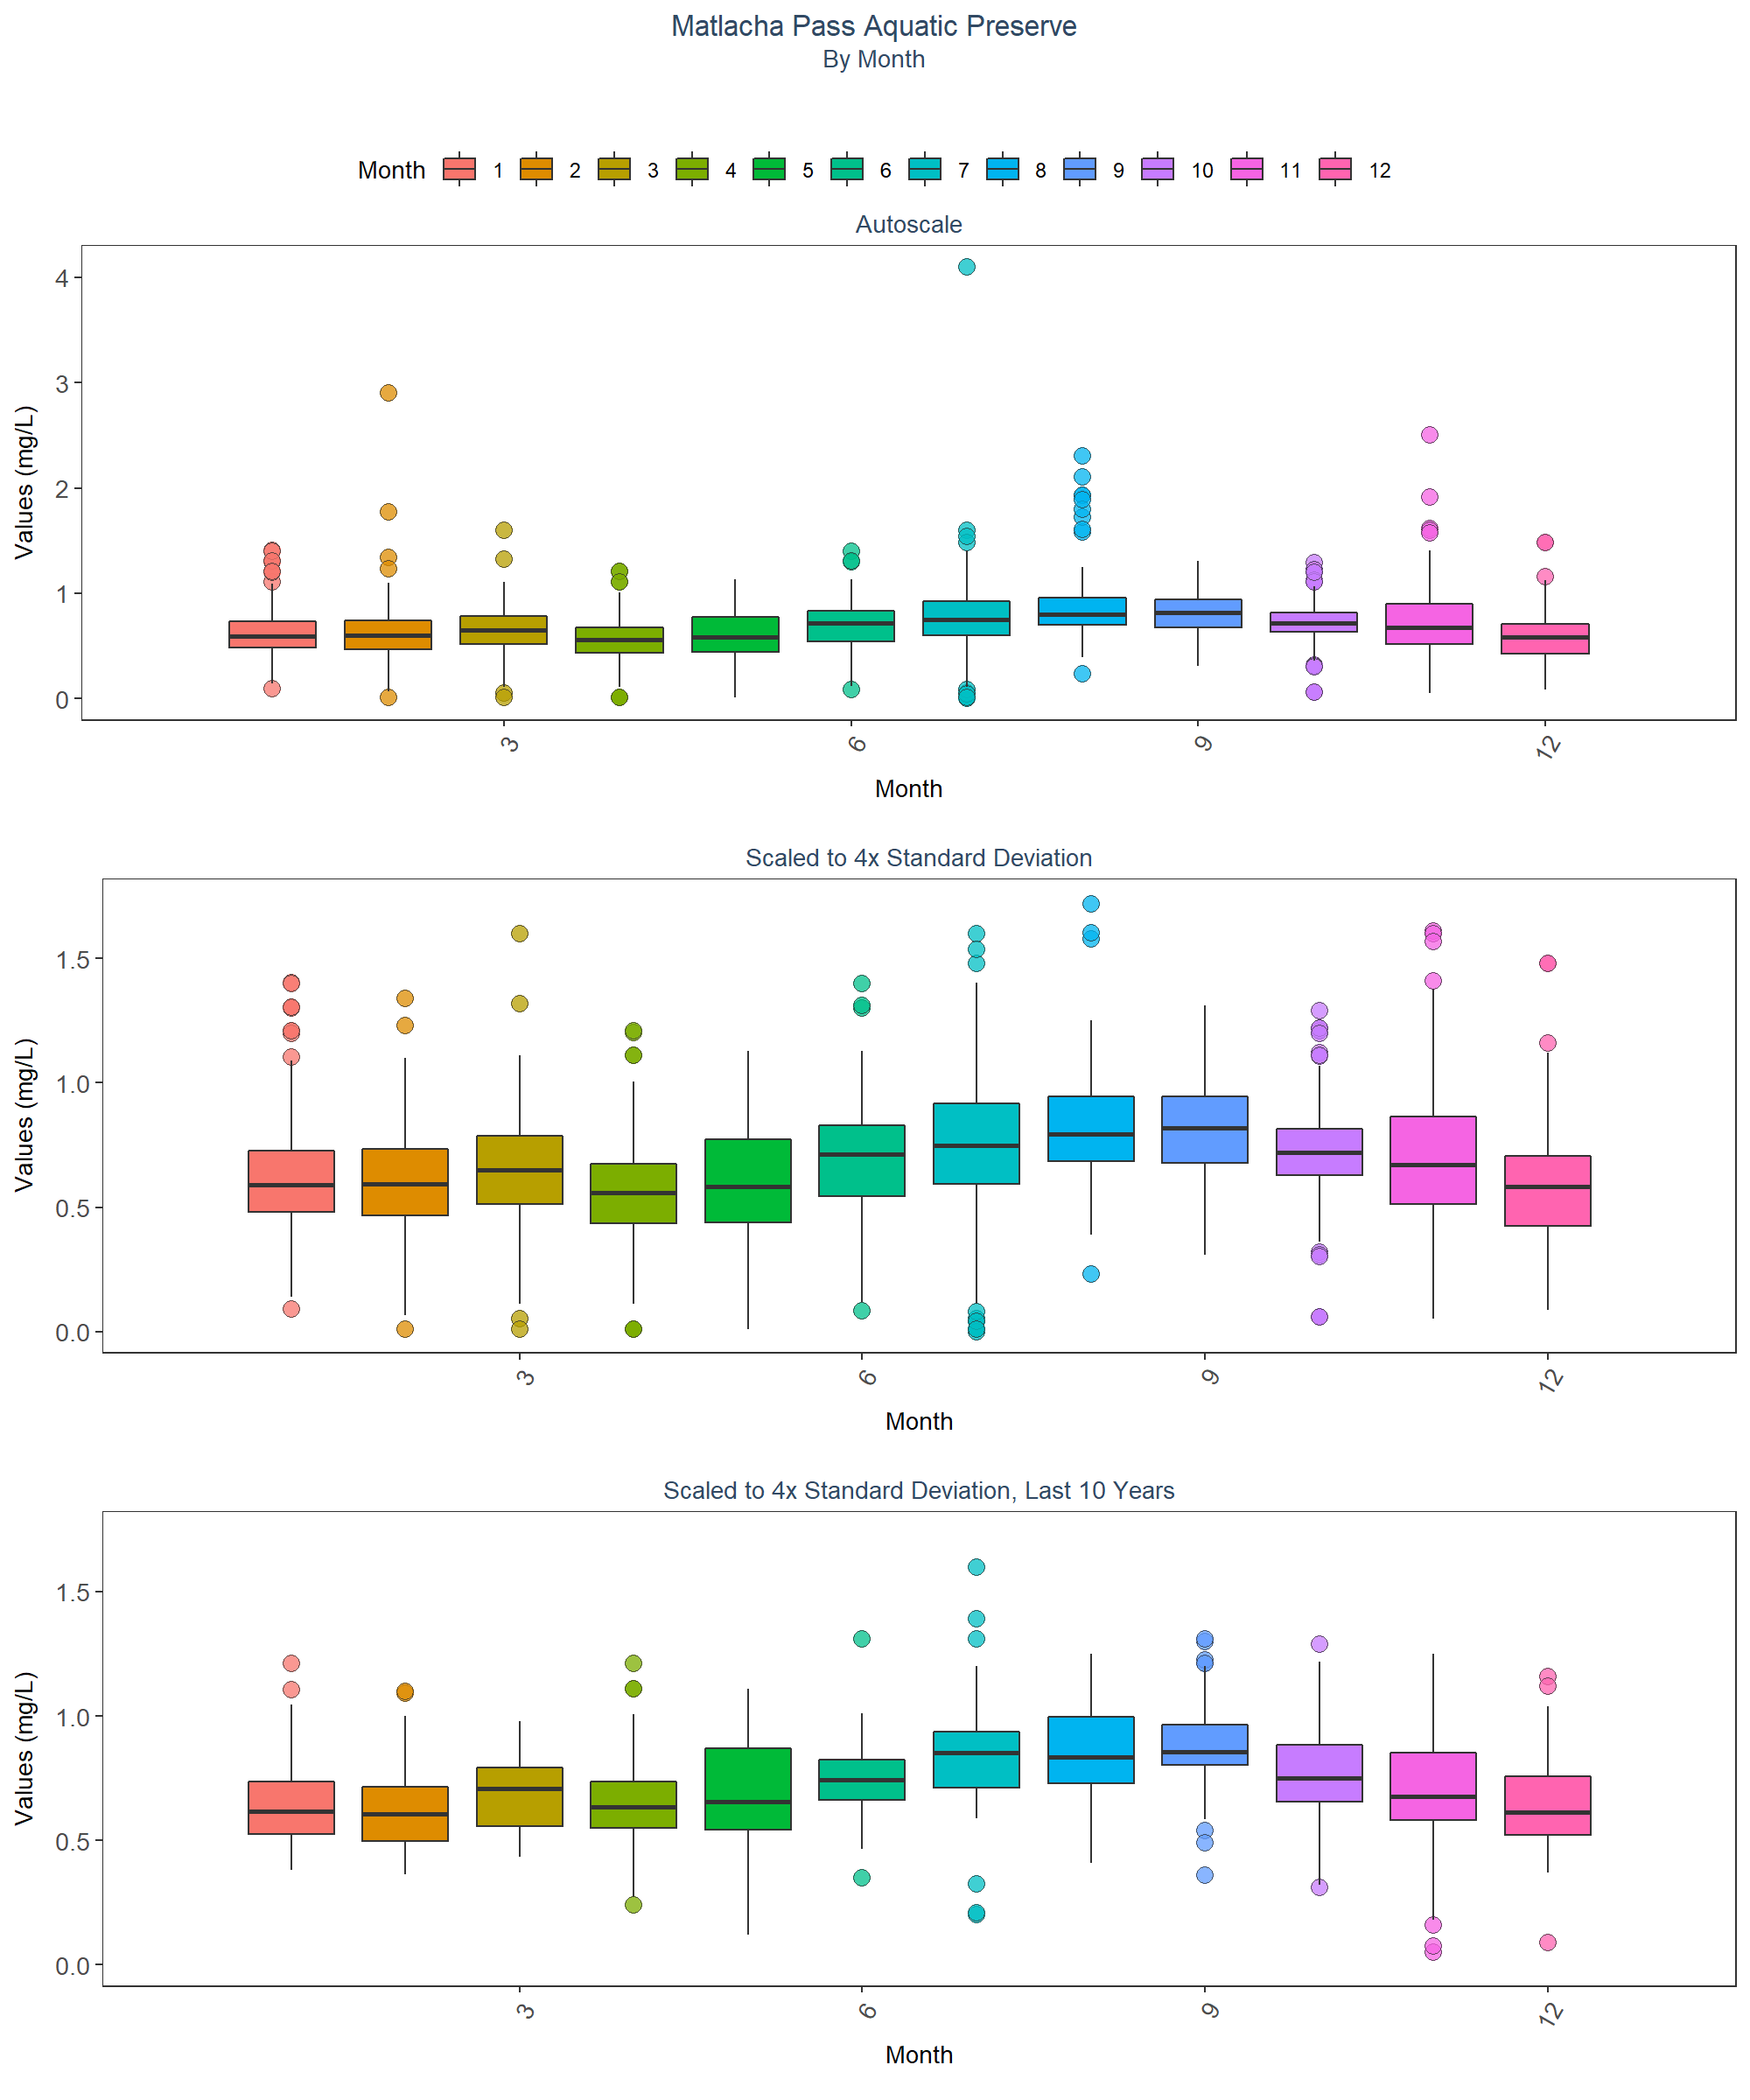 Matlacha Pass Aquatic Preserve
By Month
Month 1 2 3 4 5 6 7 8 9 10 11 12
Autoscale
Values (mg/L)
4
3
2
1
0
3 6 9 12
Month
Scaled to 4x Standard Deviation
Values (mg/L)
1.5
1.0
0.5
0.0
3 6 9 12
Month
Scaled to 4x Standard Deviation, Last 10 Years
Values (mg/L)
1.5
1.0
0.5
0.0
3 6 9 12
Month